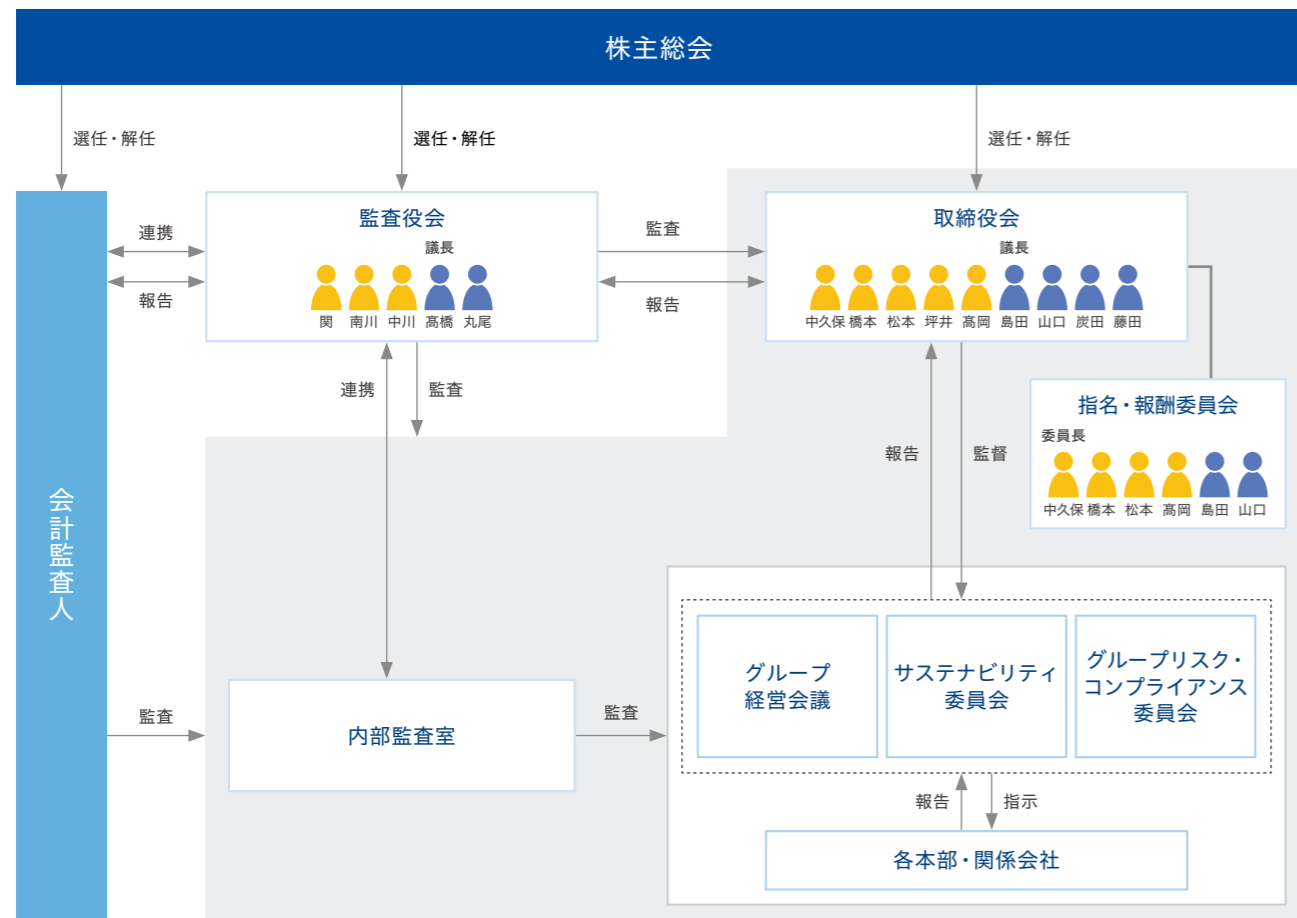 株主総会
選任・解任
選任・解任
選任・解任
会計監査人
連携
報告
監査役会
議長
関 南川 中川 髙橋 丸尾
監査
報告
取締役会
議長
中久保 橋本 松本 坪井 髙岡 島田 山口 炭田 藤田
連携
監査
指名・報酬委員会
委員長
中久保 橋本 松本 髙岡 島田 山口
報告
監督
監査
内部監査室
監査
グループ
経営会議
サステナビリティ
委員会
グループリスク・
コンプライアンス
委員会
報告
指示
各本部・関係会社